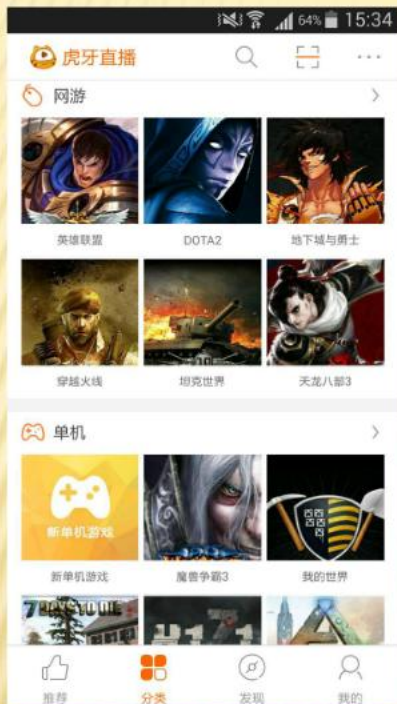 64% 15:34
虎牙直播
网游
英雄联盟 DOTA2 地下城与勇士
穿越火线 坦克世界 天龙八部3
单机
新单机游戏
新单机游戏 魔兽争霸3 我的世界
7 DAYS TO DIE H1Z1
推荐 分类 发现 我的